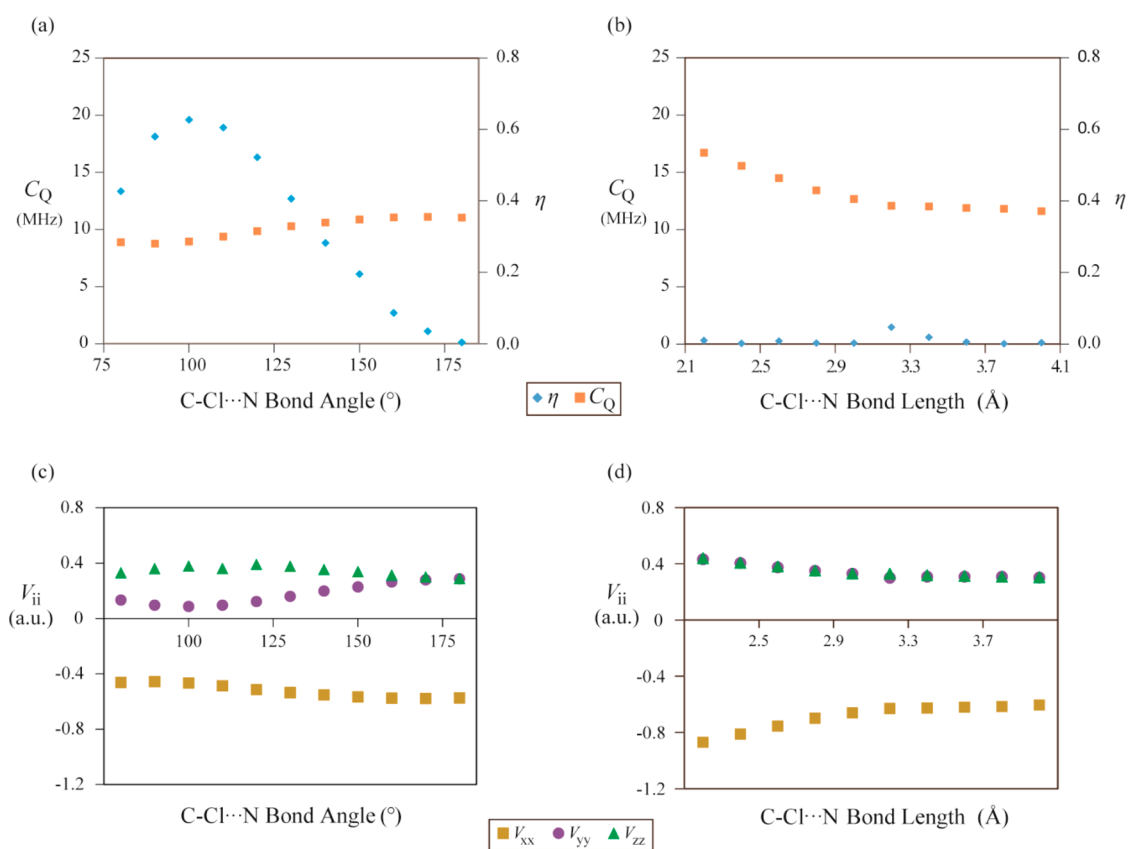 (a)
25
20
15
10
5
0
0.8
0.6
0.4
0.2
0.0
C_Q
(MHz)
η
75 100 125 150 175
C-Cl···N Bond Angle (°)
(b)
25
20
15
10
5
0
0.8
0.6
0.4
0.2
0.0
C_Q
(MHz)
η
2.1 2.5 2.9 3.3 3.7 4.1
C-Cl···N Bond Length (Å)
η C_Q
(c)
0.8
0.4
0
-0.4
-0.8
-1.2
V_ii
(a.u.)
100 125 150 175
C-Cl···N Bond Angle (°)
(d)
0.8
0.4
0
-0.4
-0.8
-1.2
V_ii
(a.u.)
2.5 2.9 3.3 3.7
C-Cl···N Bond Length (Å)
V_xx V_yy V_zz